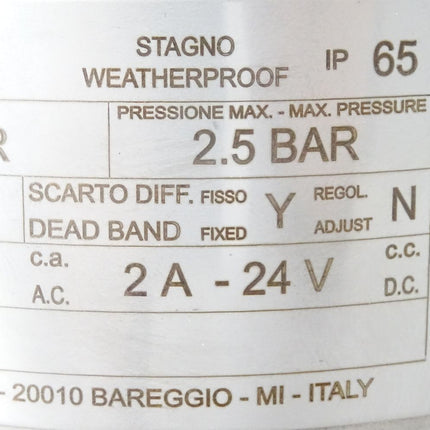 STAGNO
WEATHERPROOF IP 65
PRESSIONE MAX. - MAX. PRESSURE
R 2.5 BAR
SCARTO DIFF. FISSO Y REGOL. N
DEAD BAND FIXED ADJUST
c.a. 2 A - 24 V c.c.
A.C. D.C.
- 20010 BAREGGIO - MI - ITALY